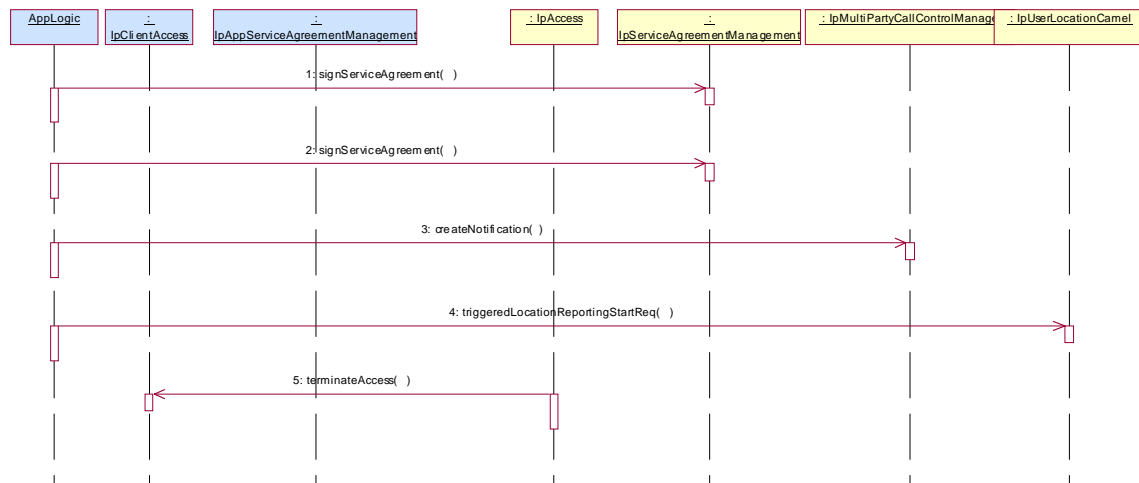 AppLogic
:
IpClientAccess
:
IpAppServiceAgreementManagement
: IpAccess
:
IpServiceAgreementManagement
: IpMultiPartyCallControlManage
: IpUserLocationCamel
1: signServiceAgreement( )
2: signServiceAgreement( )
3: createNotification( )
4: triggeredLocationReportingStartReq( )
5: terminateAccess( )